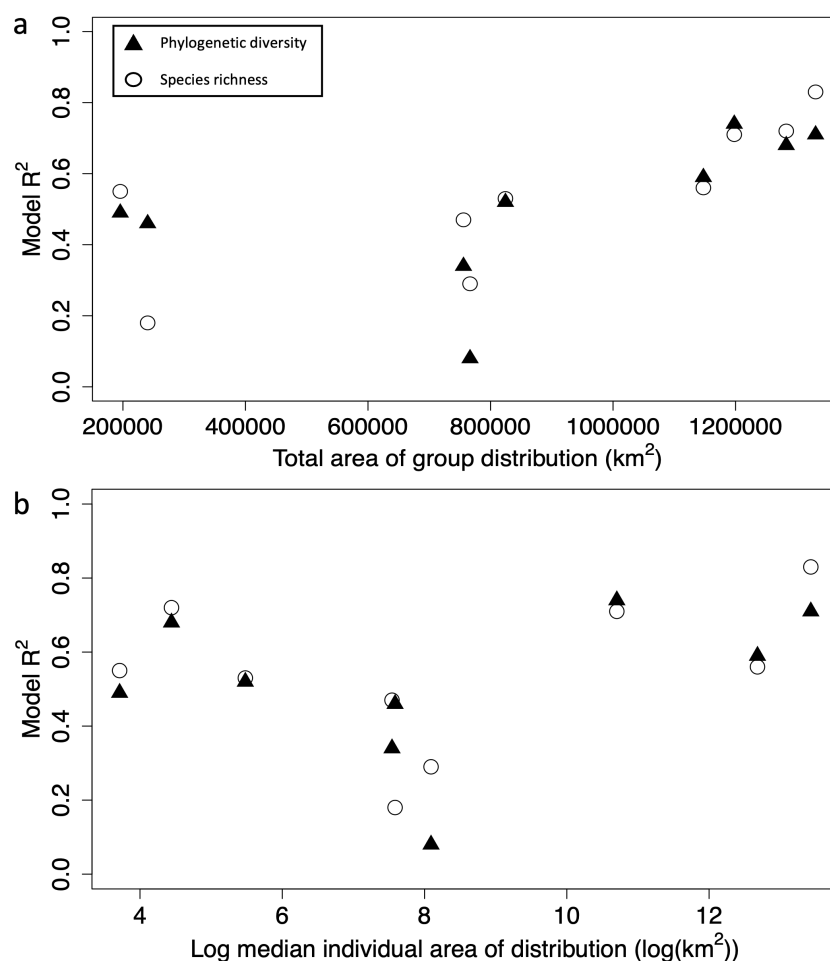 a
Phylogenetic diversity
Species richness
Model R²
0.0 0.2 0.4 0.6 0.8 1.0
200000 400000 600000 800000 1000000 1200000
Total area of group distribution (km²)
b
Model R²
0.0 0.2 0.4 0.6 0.8 1.0
4 6 8 10 12
Log median individual area of distribution (log(km²))